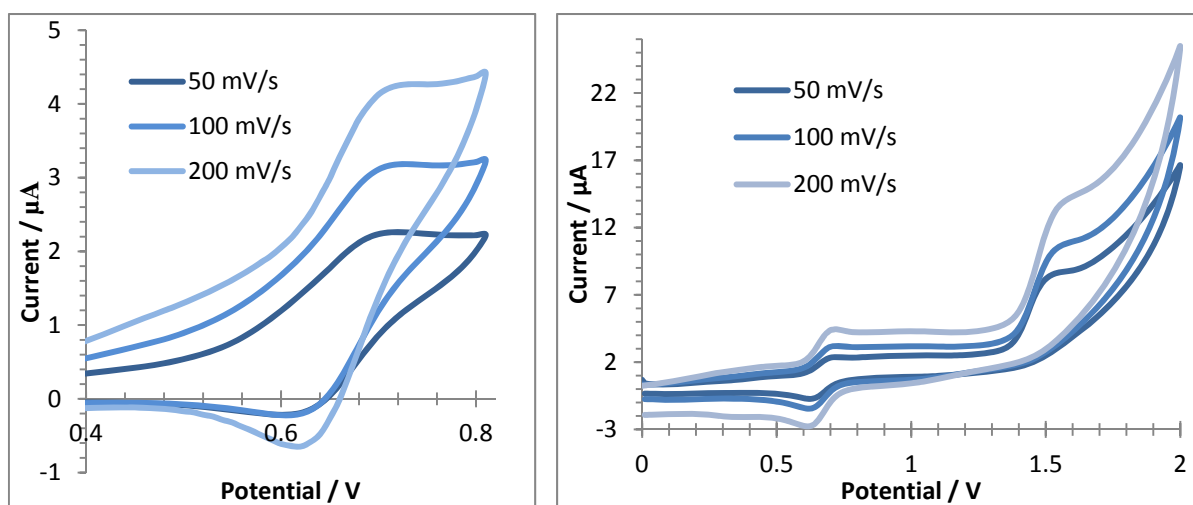 5
4
3
2
1
0
-1
0.4
0.6
0.8
50 mV/s
100 mV/s
200 mV/s
Current / μA
Potential / V
22
17
12
7
2
-3
0
0.5
1
1.5
2
50 mV/s
100 mV/s
200 mV/s
Current / μA
Potential / V